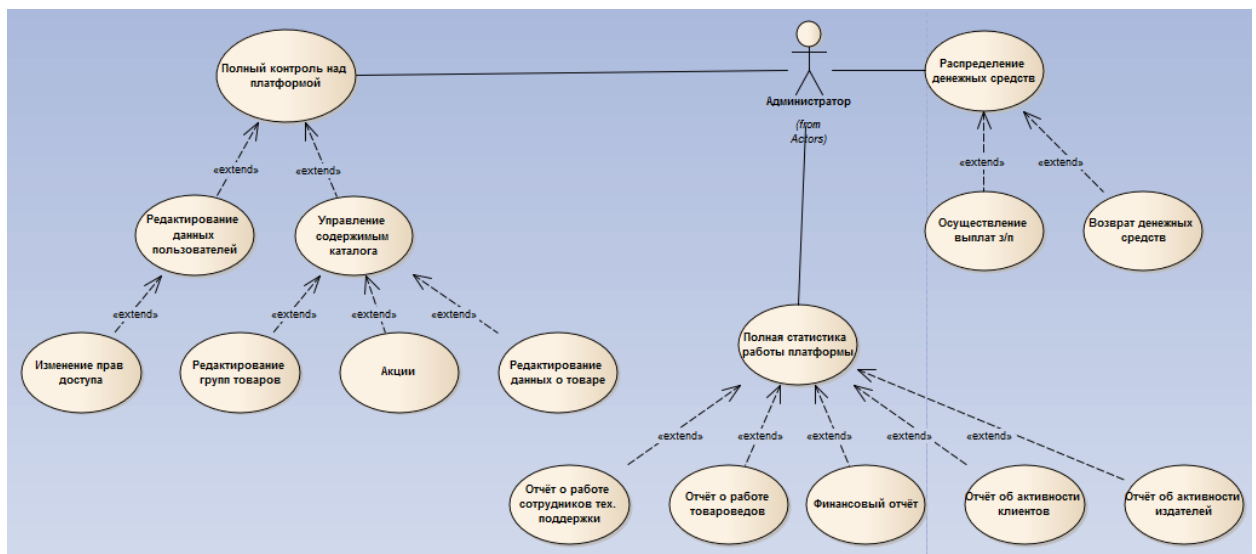 Полный контроль над
платформой
Администратор
(from
Actors)
Распределение
денежных средств
«extend»
«extend»
«extend»
«extend»
Редактирование
данных
пользователей
Управление
содержимым
каталога
Осуществление
выплат з/п
Возврат денежных
средств
«extend»
«extend»
«extend»
«extend»
Изменение прав
доступа
Редактирование
групп товаров
Акции
Редактирование
данных о товаре
Полная статистика
работы платформы
«extend»
«extend»
«extend»
«extend»
«extend»
Отчёт о работе
сотрудников тех.
поддержки
Отчёт о работе
товароведов
Финансовый отчёт
Отчёт об активности
клиентов
Отчёт об активности
издателей